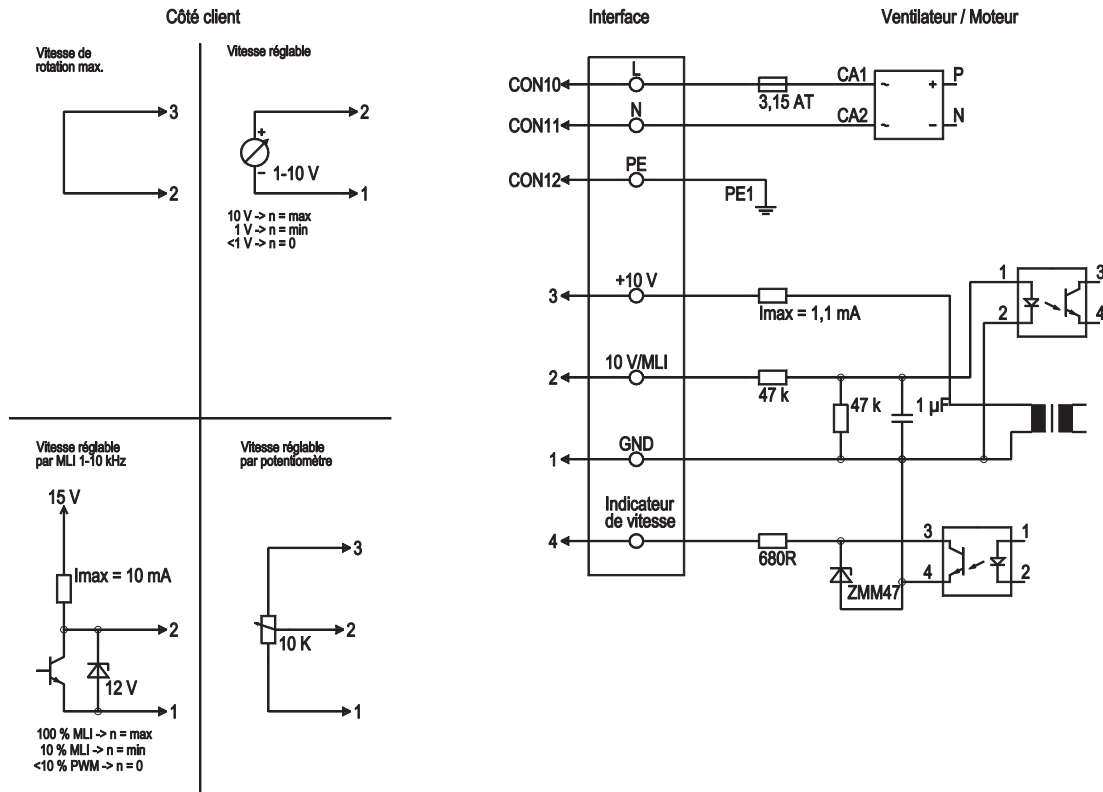 Côté client
Interface
Ventilateur / Moteur
Vitesse de
rotation max.
3
2
Vitesse réglable
2
+
–
1-10 V
1
10 V -> n = max
1 V -> n = min
<1 V -> n = 0
Vitesse réglable
par MLI 1-10 kHz
15 V
Imax = 10 mA
2
12 V
1
100 % MLI -> n = max
10 % MLI -> n = min
<10 % PWM -> n = 0
Vitesse réglable
par potentiomètre
3
2
10 K
1
CON10
L
3,15 AT
CA1
~
+
P
CON11
N
CA2
~
–
N
CON12
PE
PE1
3
+10 V
Imax = 1,1 mA
1
2
3
4
2
10 V/MLI
47 k
47 k
1 µF
1
GND
4
Indicateur
de vitesse
680R
ZMM47
3
4
1
2